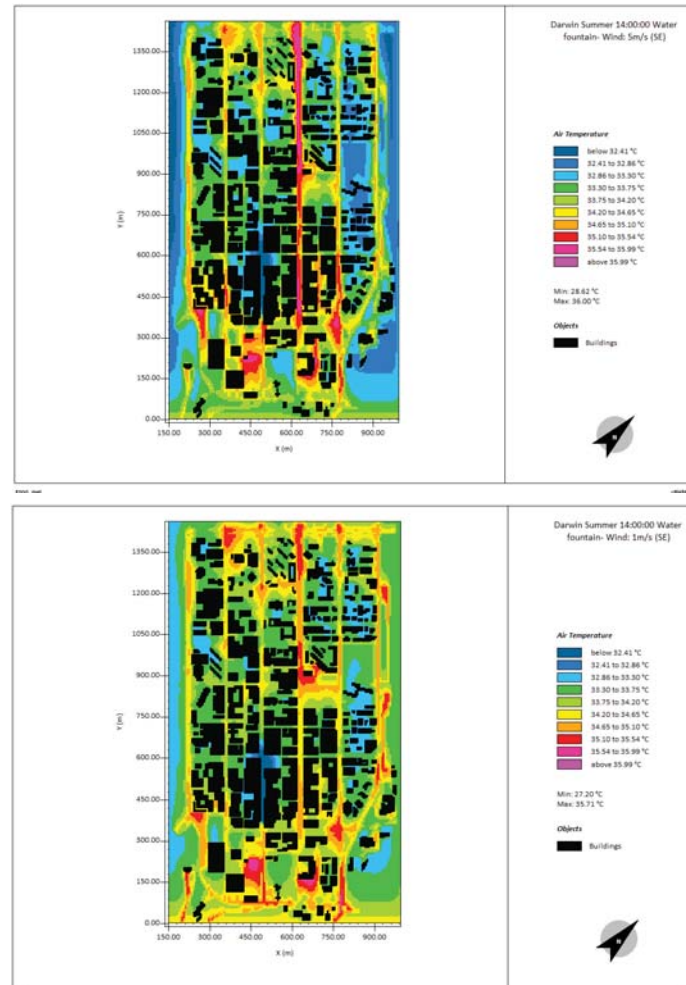 Darwin Summer 14:00:00 Water
fountain- Wind: 5m/s (SE)
1350.00
1200.00
1050.00
900.00
750.00
600.00
450.00
300.00
150.00
0.00
Y (m)
150.00 300.00 450.00 600.00 750.00 900.00
X (m)
Air Temperature
below 32.41 °C
32.41 to 32.86 °C
32.86 to 33.30 °C
33.30 to 33.75 °C
33.75 to 34.20 °C
34.20 to 34.65 °C
34.65 to 35.10 °C
35.10 to 35.54 °C
35.54 to 35.99 °C
above 35.99 °C
Min: 28.62 °C
Max: 36.00 °C
Objects
Buildings
N
Darwin Summer 14:00:00 Water
fountain- Wind: 1m/s (SE)
1350.00
1200.00
1050.00
900.00
750.00
600.00
450.00
300.00
150.00
0.00
Y (m)
150.00 300.00 450.00 600.00 750.00 900.00
X (m)
Air Temperature
below 32.41 °C
32.41 to 32.86 °C
32.86 to 33.30 °C
33.30 to 33.75 °C
33.75 to 34.20 °C
34.20 to 34.65 °C
34.65 to 35.10 °C
35.10 to 35.54 °C
35.54 to 35.99 °C
above 35.99 °C
Min: 27.20 °C
Max: 35.71 °C
Objects
Buildings
N